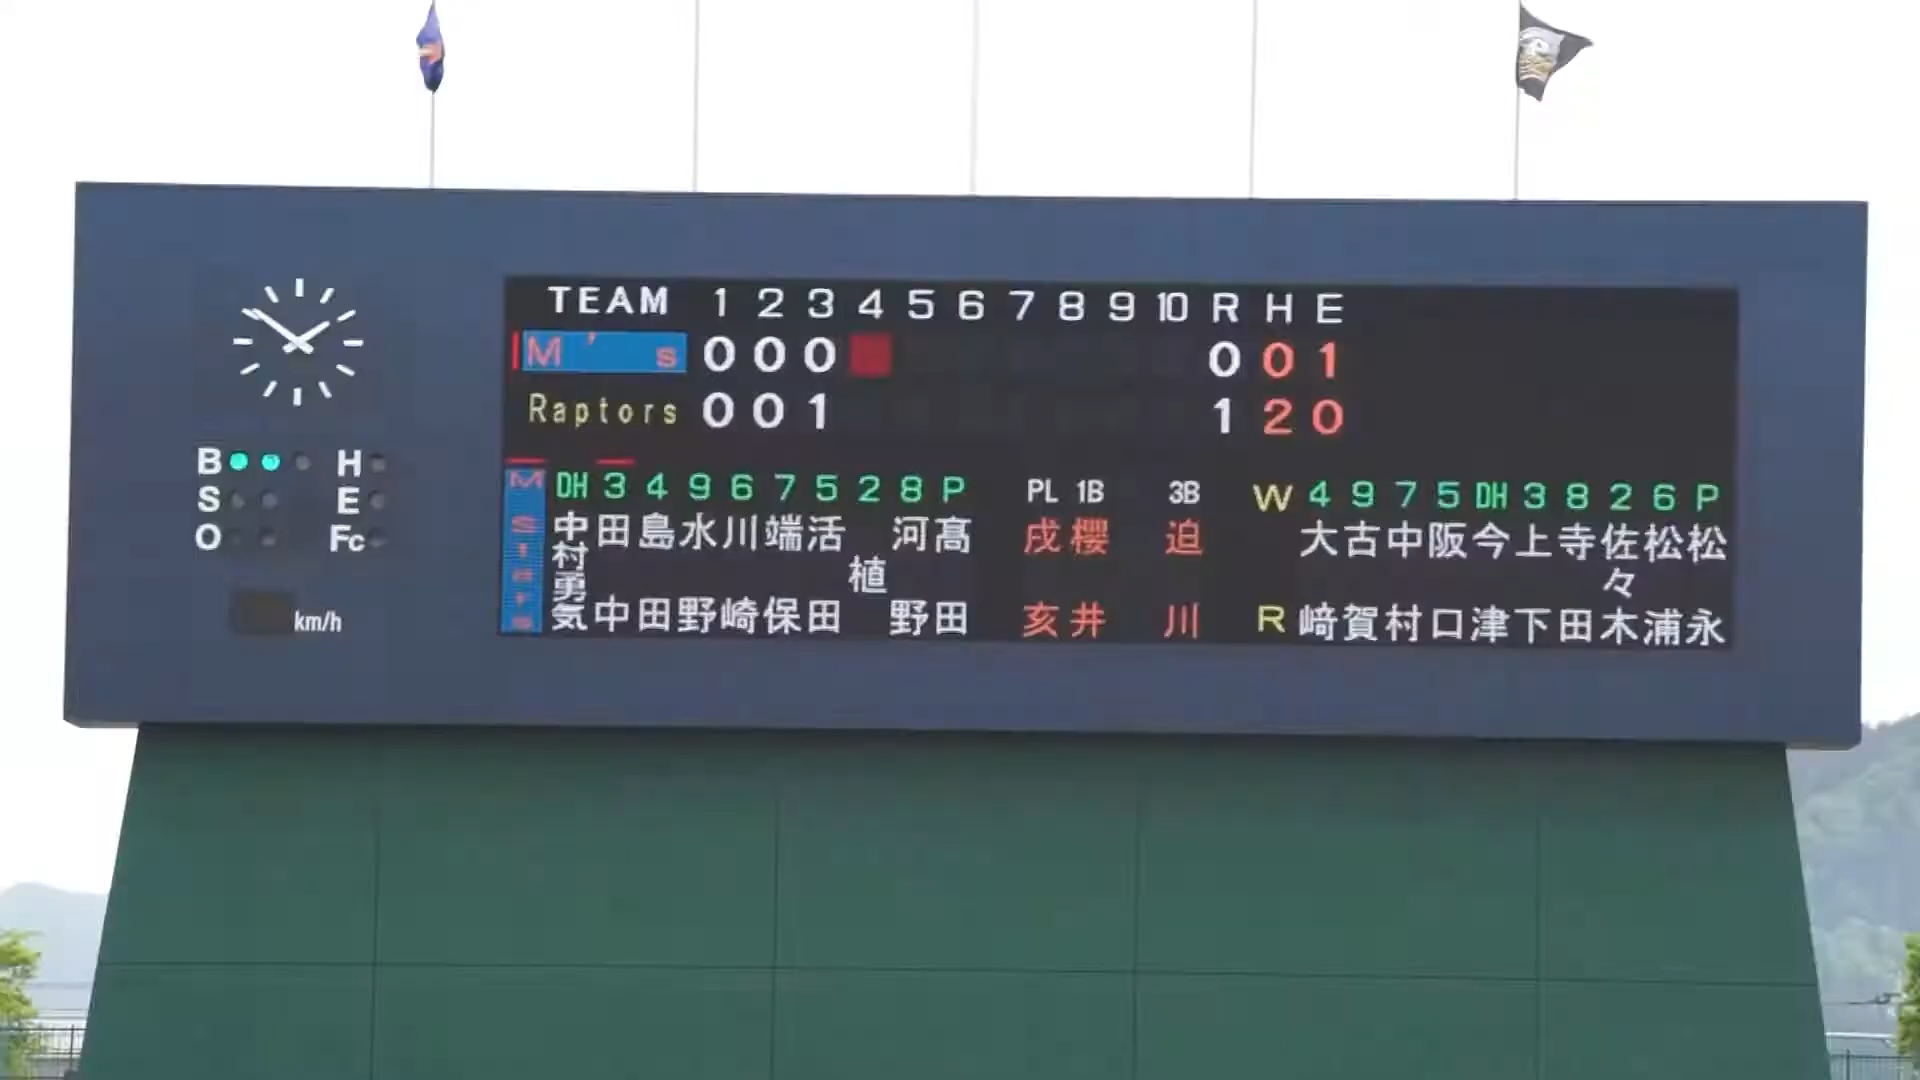 TEAM 1 2 3 4 5 6 7 8 9 10 R H E
M's 0 0 0 0 0 1
Raptors 0 0 1 1 2 0
B H
S E
O Fc
km/h
DH 3 4 9 6 7 5 2 8 P
中村勇気 田中 島田 水野 川崎 端保 活田 植 河野 髙田
PL 1B 3B
戌亥 櫻井 迫川
W R
4 9 7 5 DH 3 8 2 6 P
大﨑 古賀 中村 阪口 今津 上下 寺田 佐々木 松浦 松永